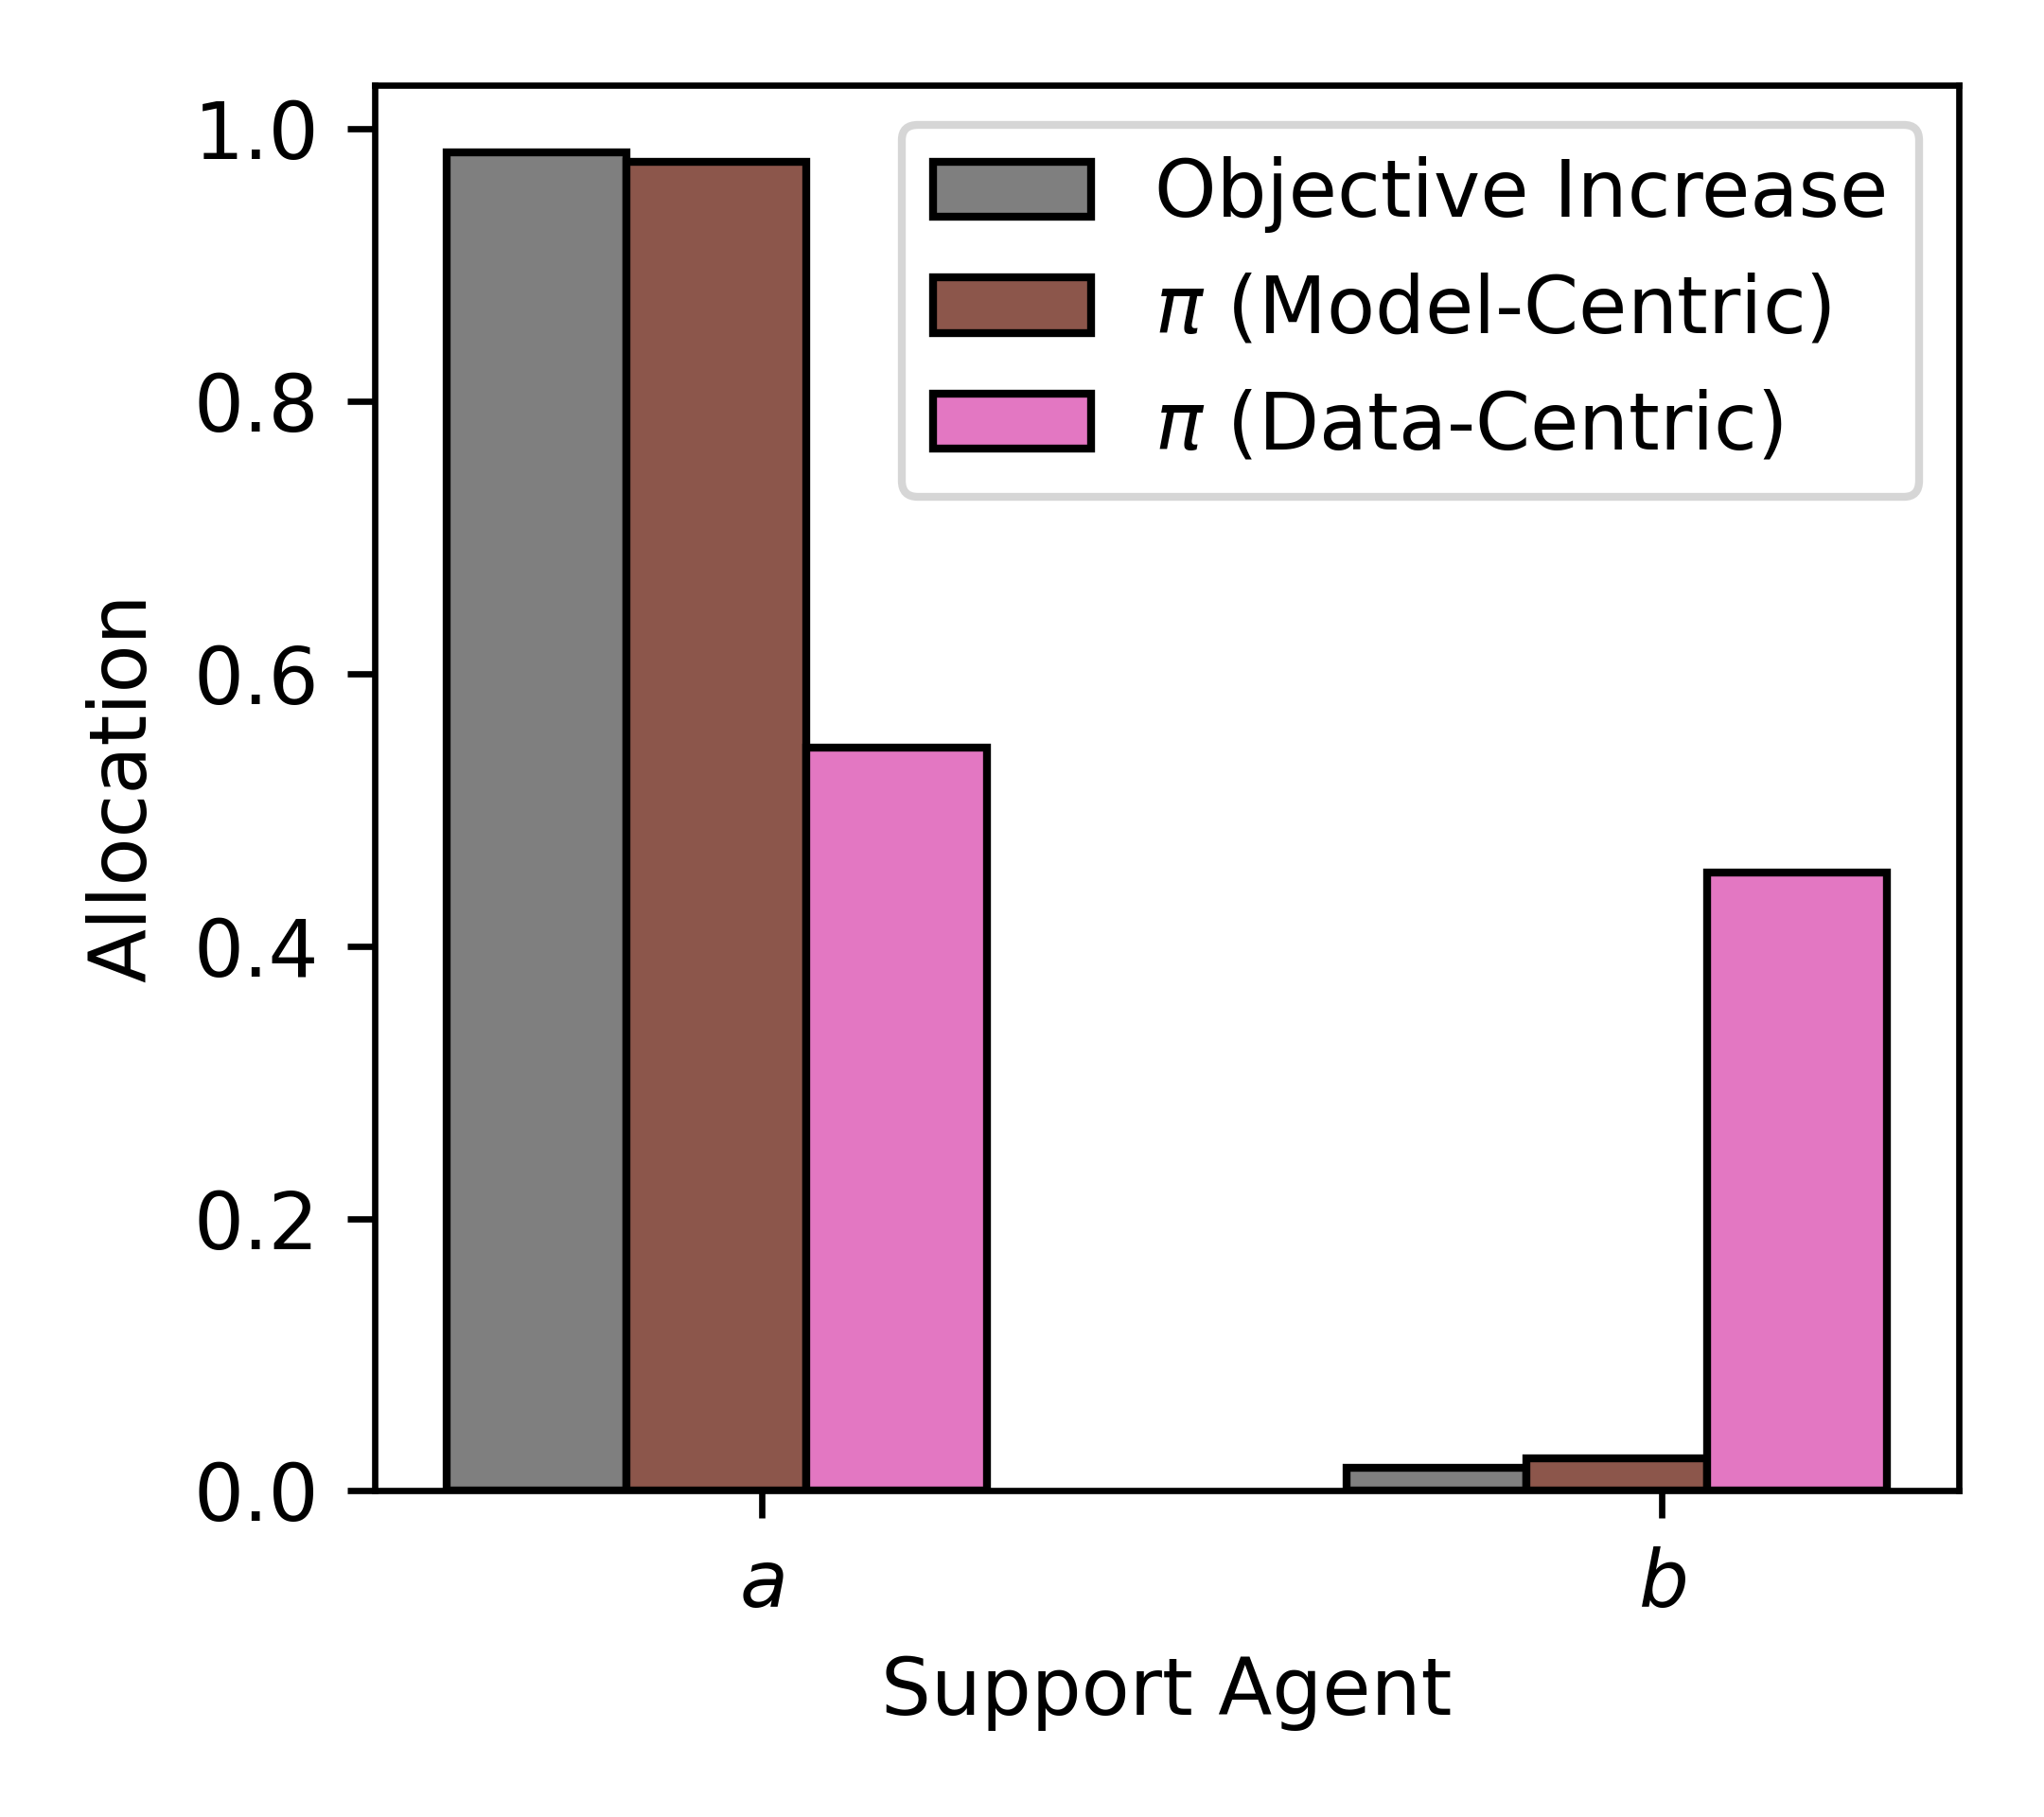 1.0
0.8
0.6
0.4
0.2
0.0
Allocation
Objective Increase
π (Model-Centric)
π (Data-Centric)
a
b
Support Agent